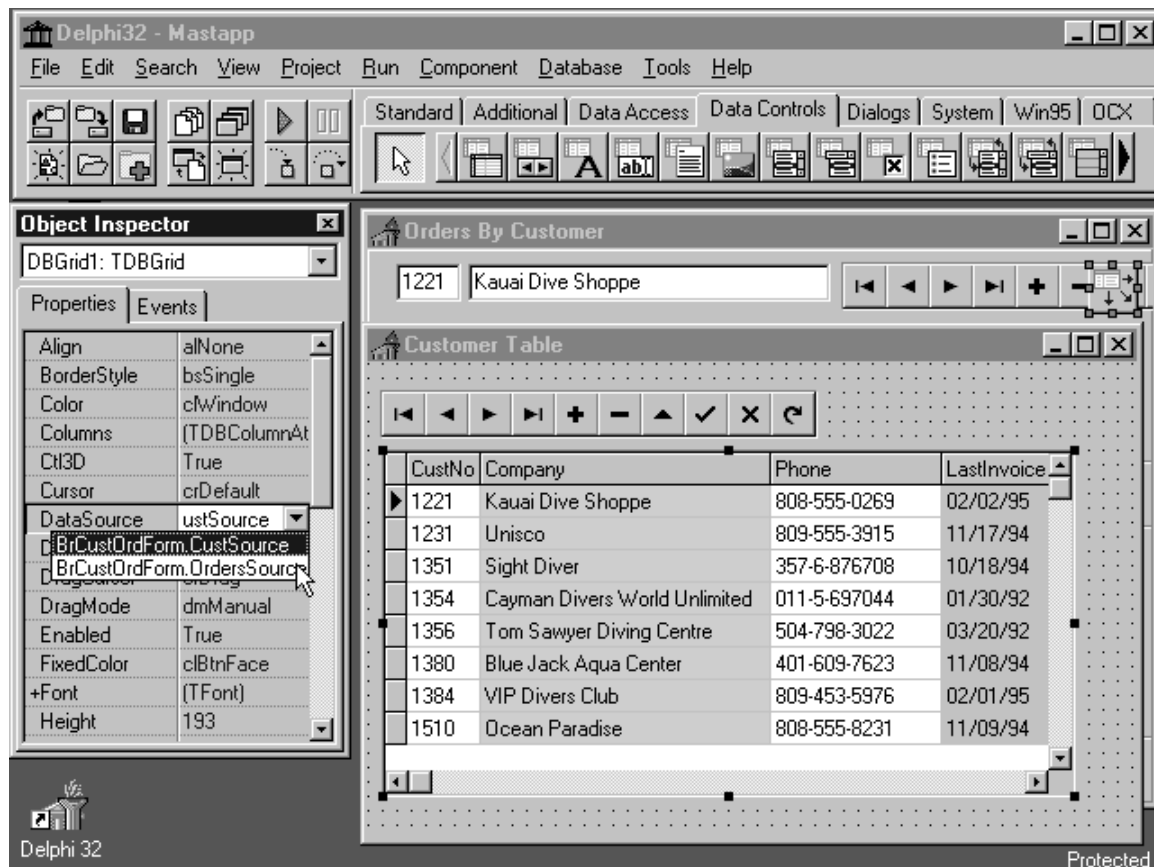 Delphi32 - Mastapp
File Edit Search View Project Run Component Database Tools Help
Standard Additional Data Access Data Controls Dialogs System Win95 OCX
Object Inspector
DBGrid1: TDBGrid
Properties Events
Align alNone
BorderStyle bsSingle
Color clWindow
Columns (TDBColumnAt
Ctl3D True
Cursor crDefault
DataSource ustSource
BrCustOrdForm.CustSource
BrCustOrdForm.OrdersSource
DragMode dmManual
Enabled True
FixedColor clBtnFace
+Font (TFont)
Height 193
Orders By Customer
1221 Kauai Dive Shoppe
Customer Table
CustNo Company Phone LastInvoice
1221 Kauai Dive Shoppe 808-555-0269 02/02/95
1231 Unisco 809-555-3915 11/17/94
1351 Sight Diver 357-6-876708 10/18/94
1354 Cayman Divers World Unlimited 011-5-697044 01/30/92
1356 Tom Sawyer Diving Centre 504-798-3022 03/20/92
1380 Blue Jack Aqua Center 401-609-7623 11/08/94
1384 VIP Divers Club 809-453-5976 02/01/95
1510 Ocean Paradise 808-555-8231 11/09/94
Delphi 32
Protected